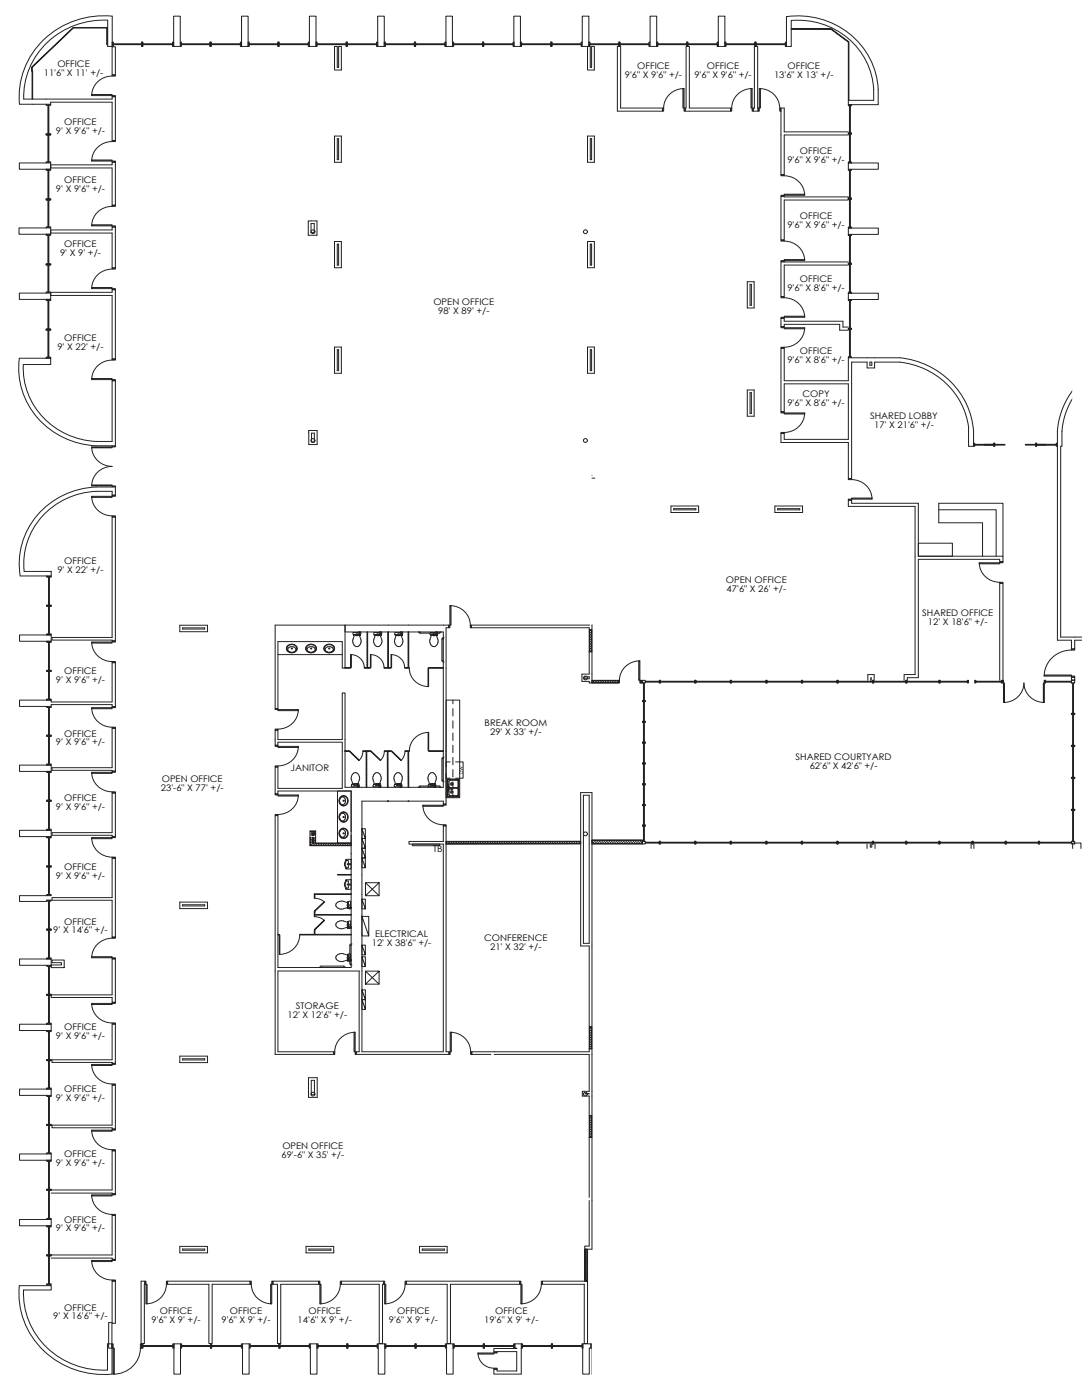 OFFICE
11'6" X 11' +/-
OFFICE
9'6" X 9'6" +/-
OFFICE
9'6" X 9'6" +/-
OFFICE
13'6" X 13' +/-
OFFICE
9' X 9'6" +/-
OFFICE
9'6" X 9'6" +/-
OFFICE
9' X 9'6" +/-
OFFICE
9'6" X 9'6" +/-
OFFICE
9' X 9' +/-
OFFICE
9'6" X 8'6" +/-
OPEN OFFICE
98' X 89' +/-
OFFICE
9' X 22' +/-
OFFICE
9'6" X 8'6" +/-
COPY
9'6" X 8'6" +/-
SHARED LOBBY
17' X 21'6" +/-
OFFICE
9' X 22' +/-
OPEN OFFICE
47'6" X 26' +/-
SHARED OFFICE
12' X 18'6" +/-
OFFICE
9' X 9'6" +/-
BREAK ROOM
29' X 33' +/-
OFFICE
9' X 9'6" +/-
SHARED COURTYARD
62'6" X 42'6" +/-
JANITOR
OPEN OFFICE
23'-6" X 77' +/-
OFFICE
9' X 9'6" +/-
TB
OFFICE
9' X 9'6" +/-
OFFICE
9' X 14'6" +/-
ELECTRICAL
12' X 38'6" +/-
CONFERENCE
21' X 32' +/-
STORAGE
12' X 12'6" +/-
OFFICE
9' X 9'6" +/-
OFFICE
9' X 9'6" +/-
OPEN OFFICE
69'-6" X 35' +/-
OFFICE
9' X 9'6" +/-
OFFICE
9' X 9'6" +/-
OFFICE
9' X 16'6" +/-
OFFICE
9'6" X 9' +/-
OFFICE
9'6" X 9' +/-
OFFICE
14'6" X 9' +/-
OFFICE
9'6" X 9' +/-
OFFICE
19'6" X 9' +/-